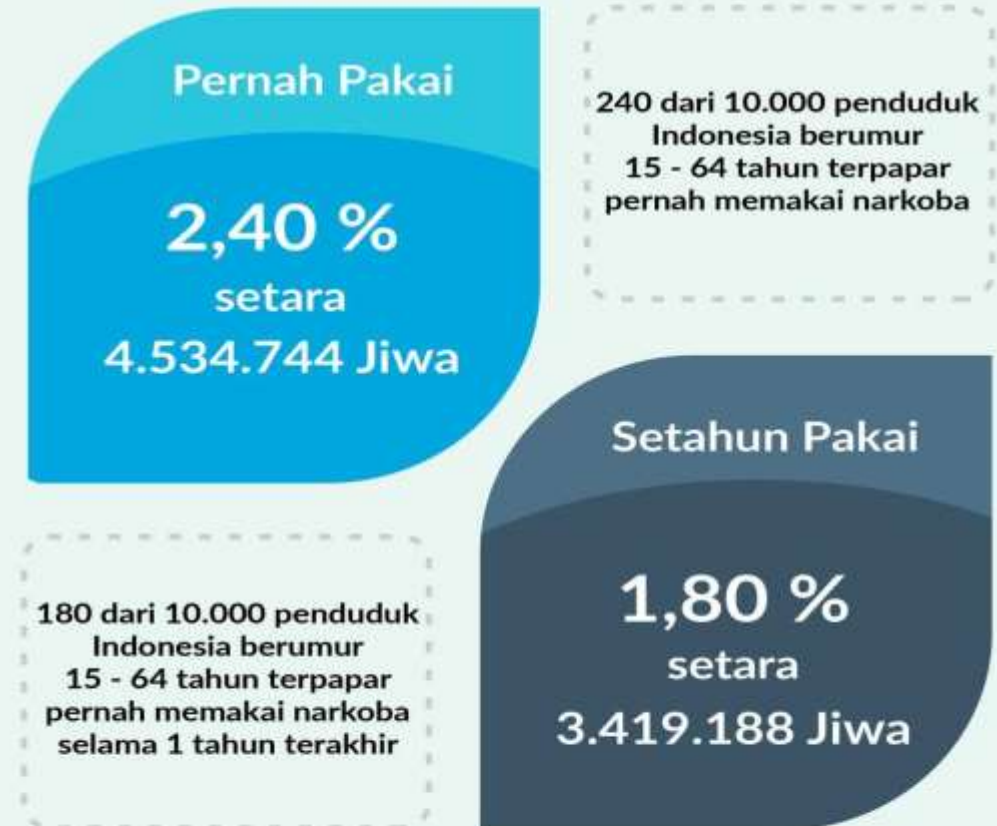 Pernah Pakai
2,40 %
setara
4.534.744 Jiwa
240 dari 10.000 penduduk
Indonesia berumur
15 - 64 tahun terpapar
pernah memakai narkoba
Setahun Pakai
1,80 %
setara
3.419.188 Jiwa
180 dari 10.000 penduduk
Indonesia berumur
15 - 64 tahun terpapar
pernah memakai narkoba
selama 1 tahun terakhir